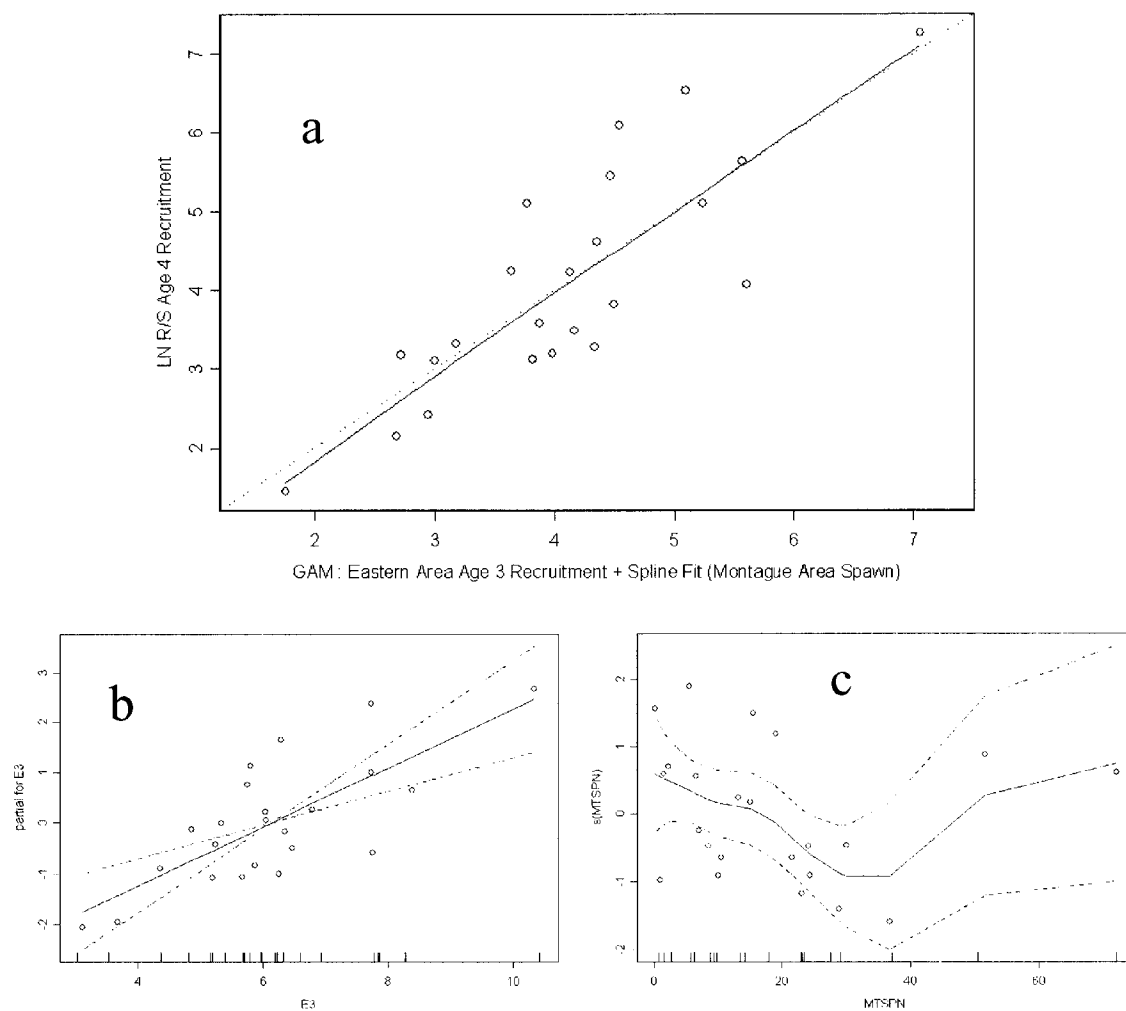 a
LN R/S Age 4 Recruitment
7
6
5
4
3
2
2 3 4 5 6 7
GAM : Eastern Area Age 3 Recruitment + Spline Fit (Montague Area Spawn)
b
partial for E3
3
2
1
0
-1
-2
4 6 8 10
E3
c
s(MTSPN)
2
1
0
-1
-2
0 20 40 60
MTSPN